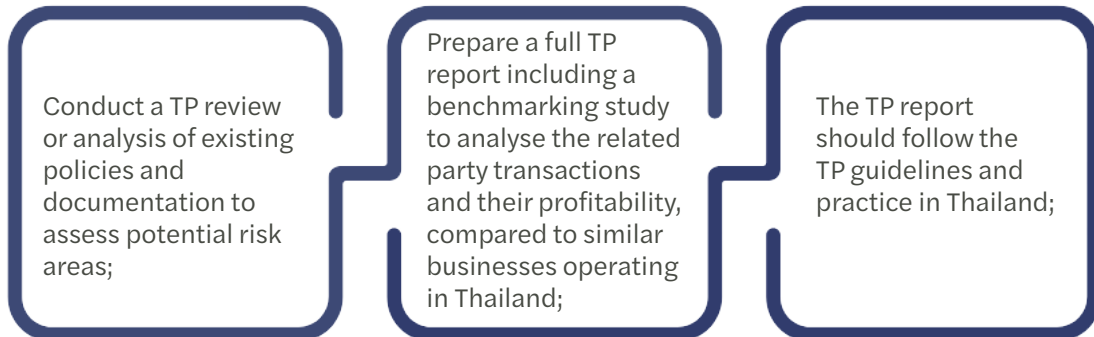 Conduct a TP review
or analysis of existing
policies and
documentation to
assess potential risk
areas;
Prepare a full TP
report including a
benchmarking study
to analyse the related
party transactions
and their profitability,
compared to similar
businesses operating
in Thailand;
The TP report
should follow the
TP guidelines and
practice in Thailand;